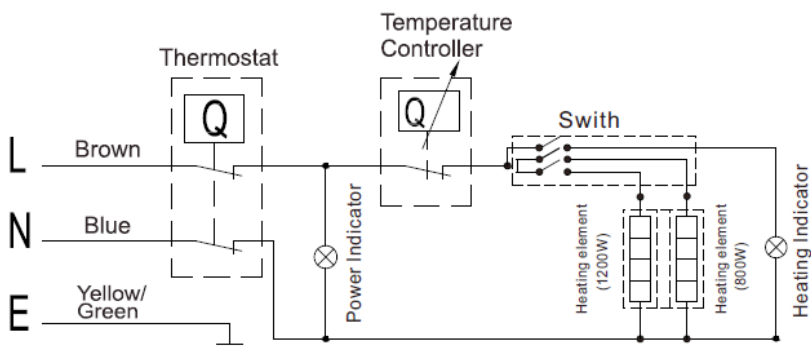 Temperature
Controller
Thermostat
Q
Q
Swith
L
Brown
N
Blue
E
Yellow/
Green
Power Indicator
Heating element
(1200W)
Heating element
(800W)
Heating Indicator